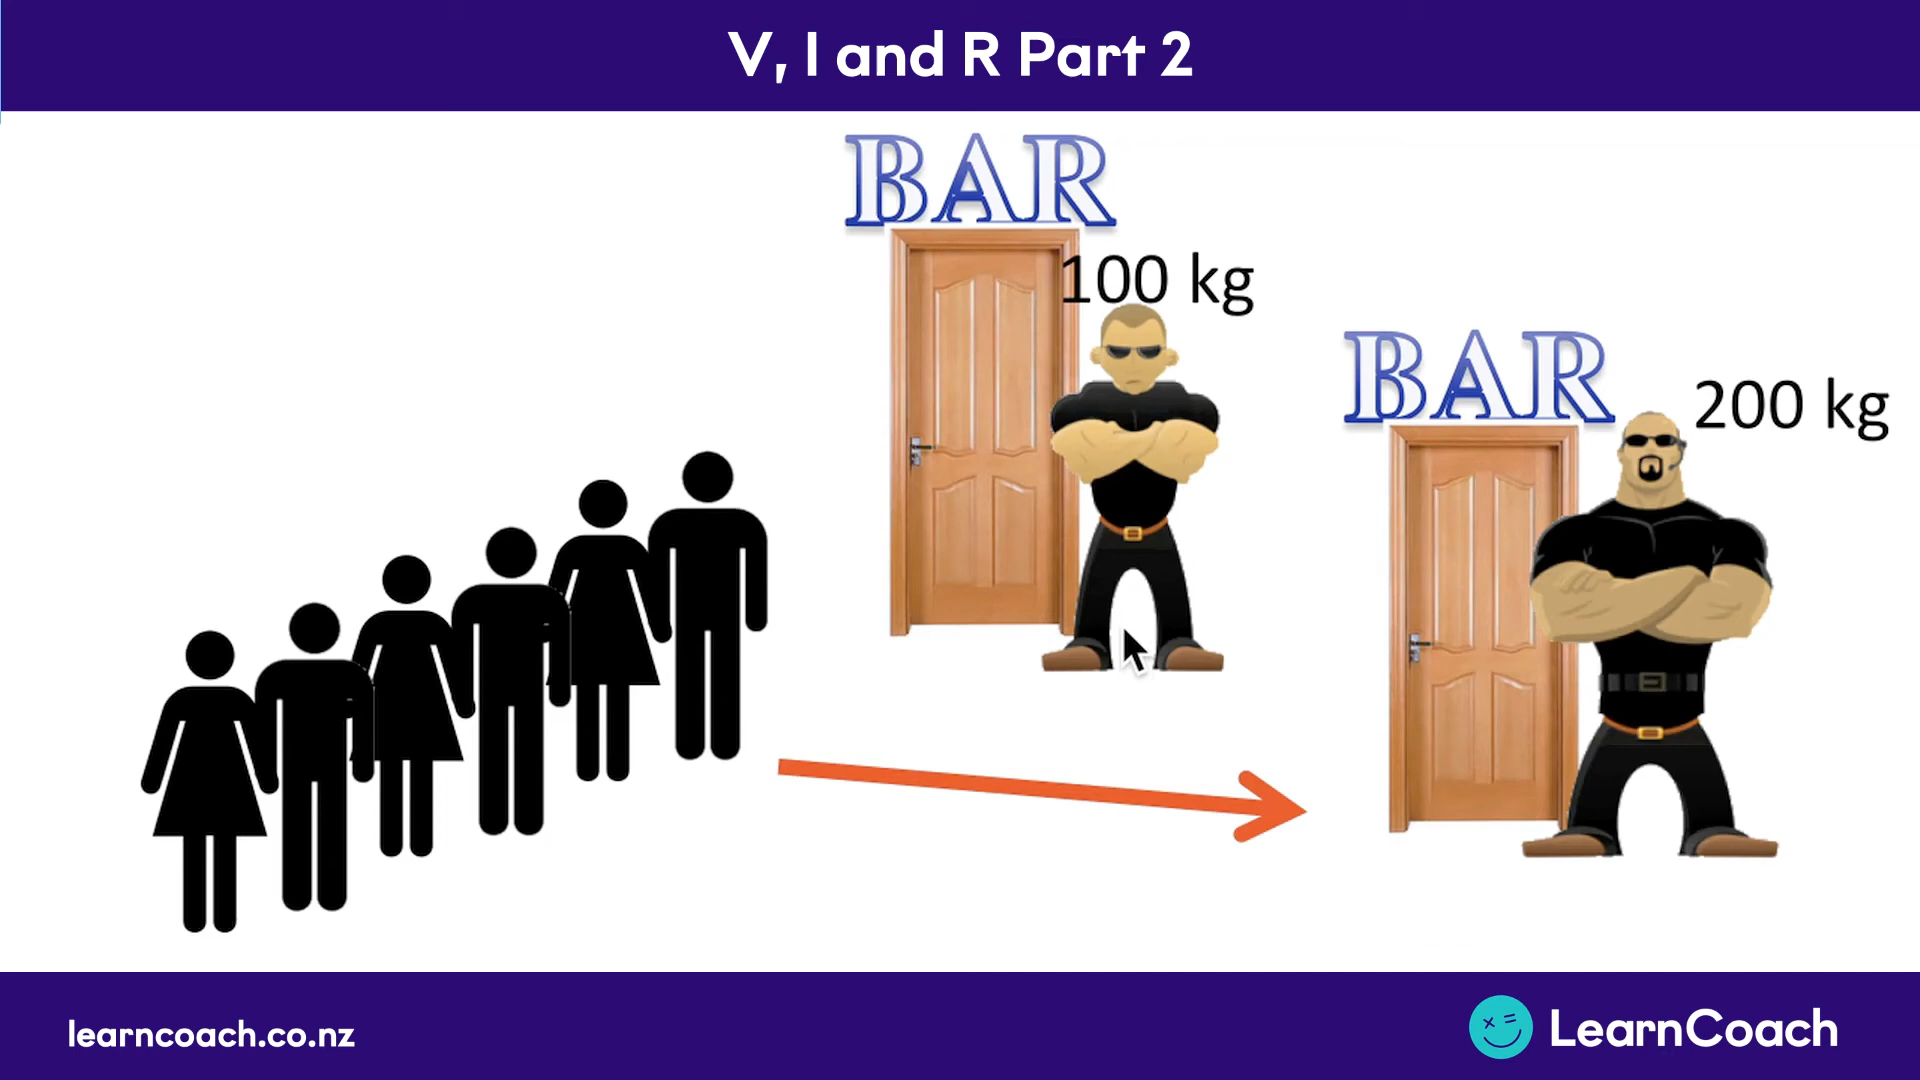 V, I and R Part 2
BAR
100 kg
BAR
200 kg
learncoach.co.nz
LearnCoach